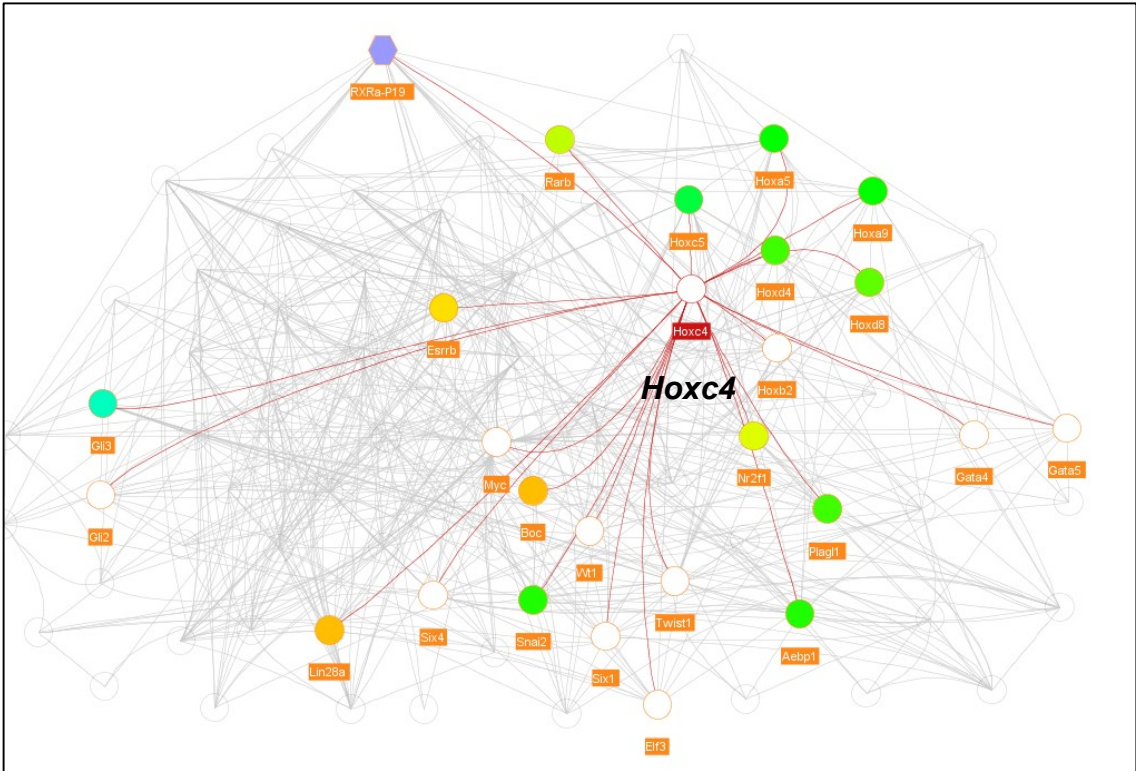 RXRa-P19
Rarb
Hoxa5
Hoxc5
Hoxa9
Hoxd4
Hoxd8
Hoxc4
Esrrb
Hoxb2
Hoxc4
Gli3
Myc
Nr2f1
Gata4
Gata5
Gli2
Boc
Plagl1
Wt1
Six4
Snai2
Twist1
Aebp1
Lin28a
Six1
Elf3